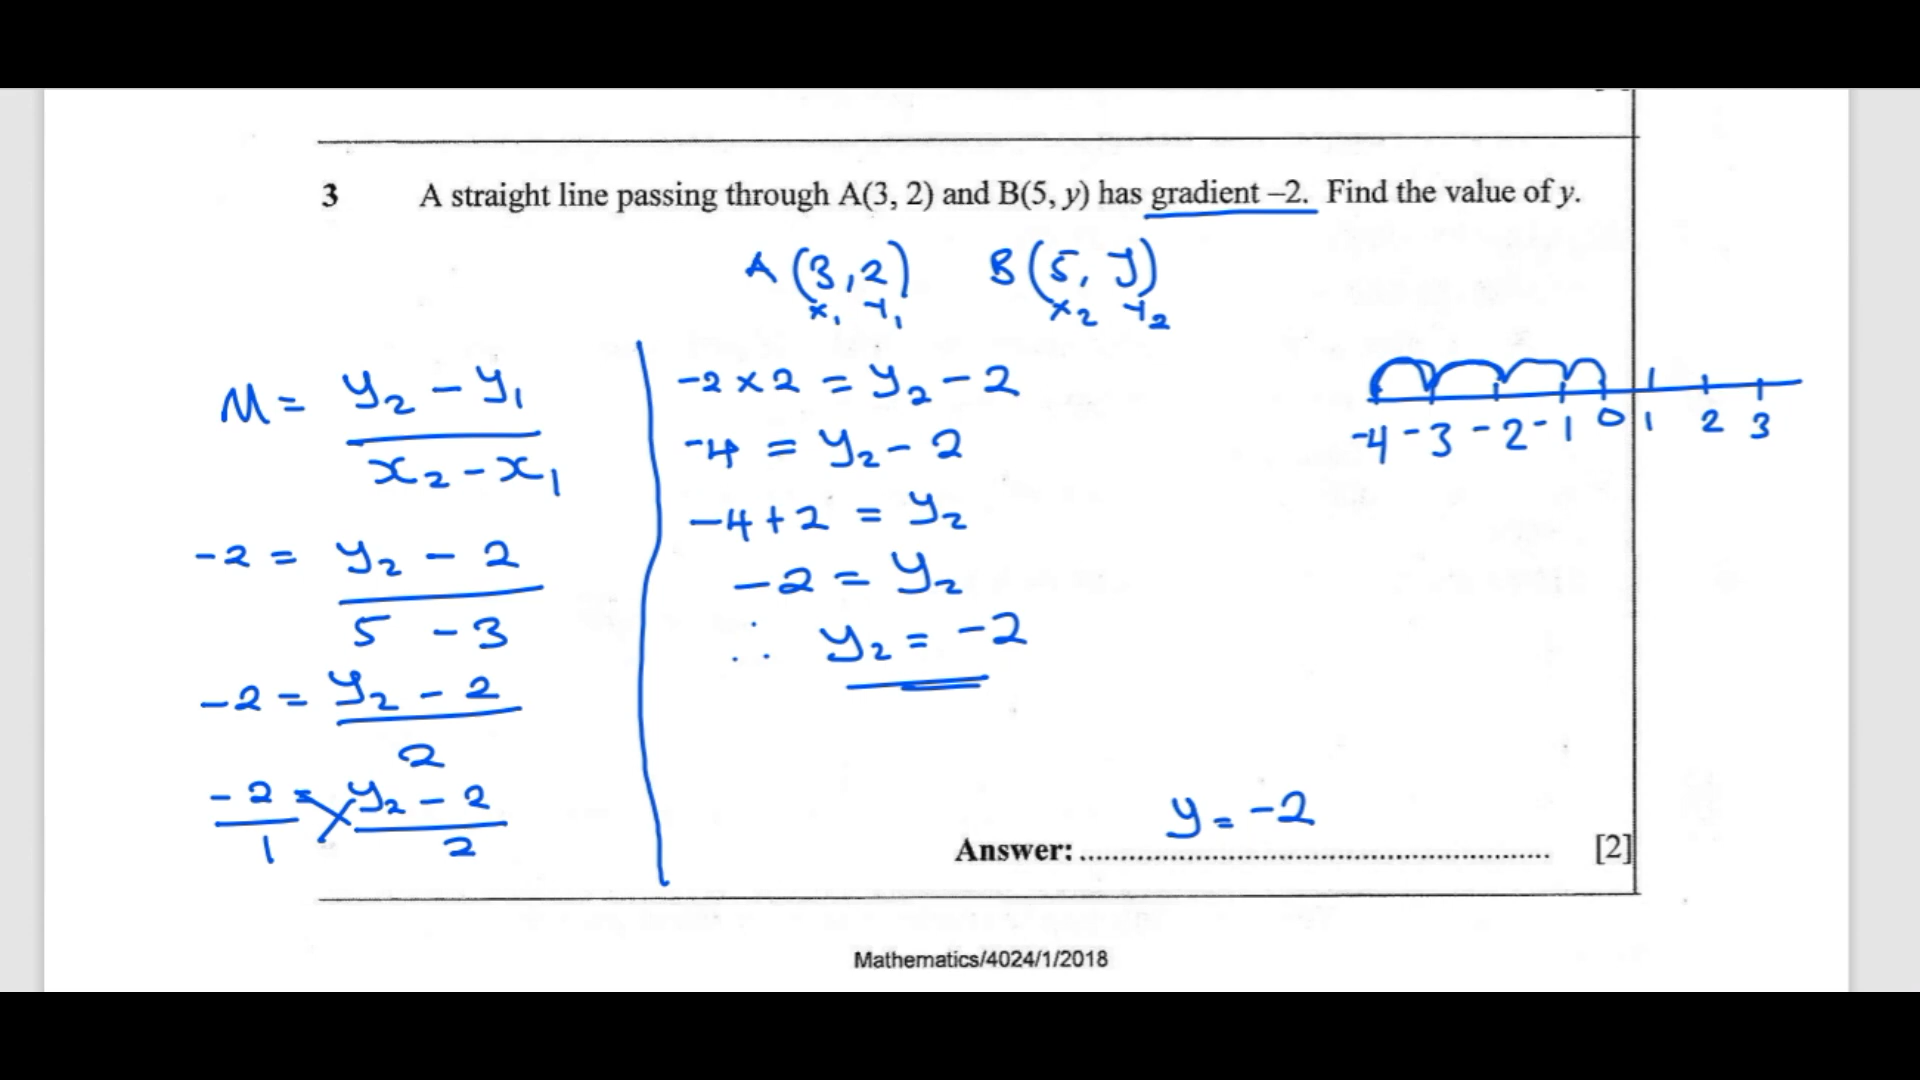 3 A straight line passing through A(3, 2) and B(5, y) has gradient –2. Find the value of y.
A (3, 2) B (5, y)
x₁ y₁ x₂ y₂
M = y₂ - y₁
x₂ - x₁
-2 = y₂ - 2
5 - 3
-2 = y₂ - 2
2
-2 = y₂ - 2
1 2
-2 × 2 = y₂ - 2
-4 = y₂ - 2
-4 + 2 = y₂
-2 = y₂
∴ y₂ = -2
-4 -3 -2 -1 0 1 2 3
y = -2
Answer: .......................................................... [2]
Mathematics/4024/1/2018